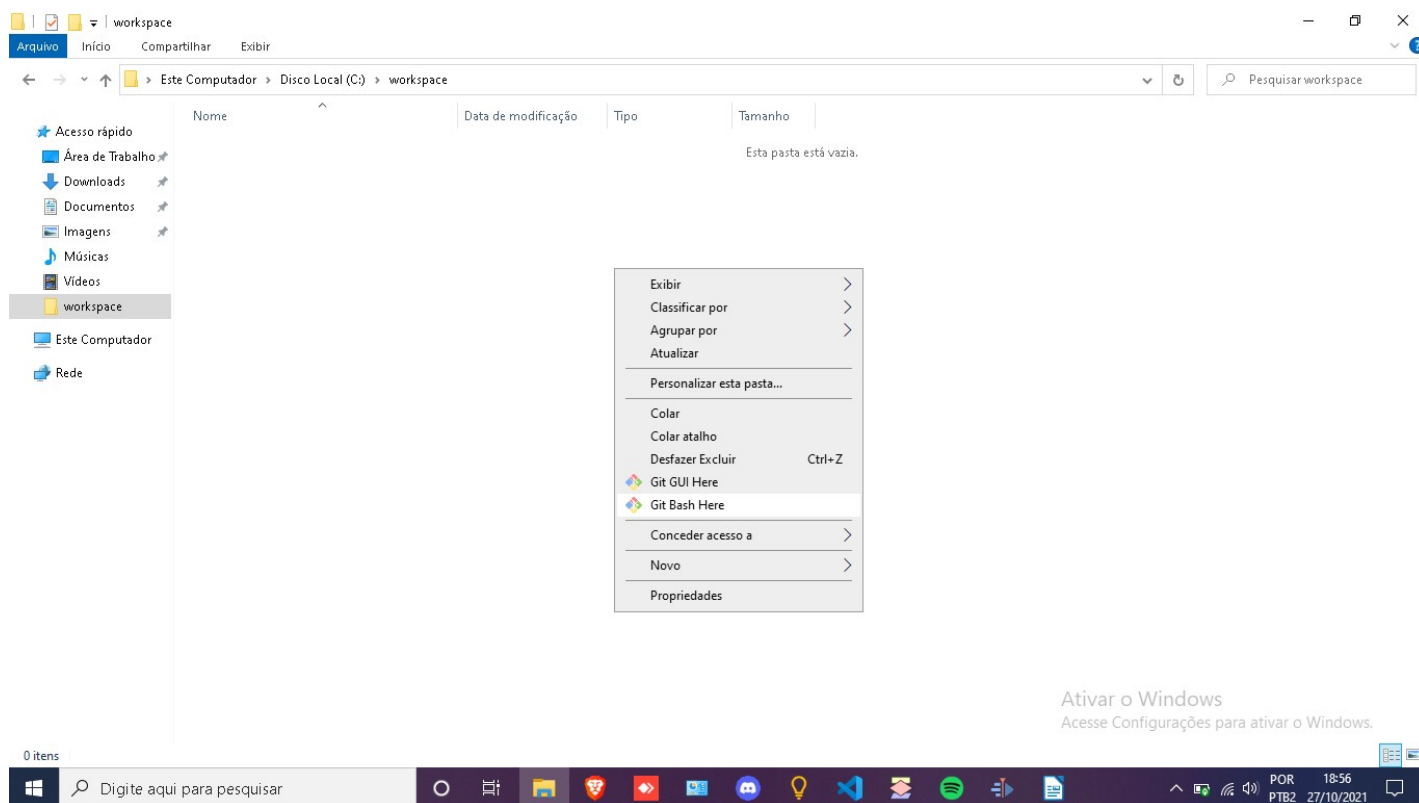 workspace
Arquivo Início Compartilhar Exibir
Este Computador Disco Local (C:) workspace
Pesquisar workspace
Nome Data de modificação Tipo Tamanho
Esta pasta está vazia.
Acesso rápido
Área de Trabalho
Downloads
Documentos
Imagens
Músicas
Vídeos
workspace
Este Computador
Rede
Exibir
Classificar por
Agrupar por
Atualizar
Personalizar esta pasta...
Colar
Colar atalho
Desfazer Excluir Ctrl+Z
Git GUI Here
Git Bash Here
Conceder acesso a
Novo
Propriedades
Ativar o Windows
Acesse Configurações para ativar o Windows.
0 itens
Digite aqui para pesquisar
POR 18:56
PTB2 27/10/2021